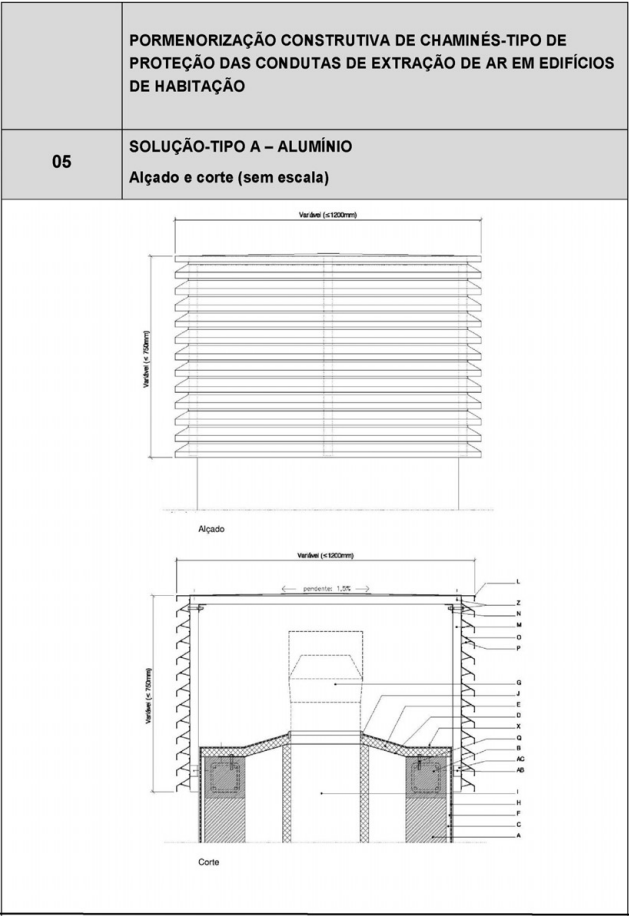 PORMENORIZAÇÃO CONSTRUTIVA DE CHAMINÉS-TIPO DE
PROTEÇÃO DAS CONDUTAS DE EXTRAÇÃO DE AR EM EDIFÍCIOS
DE HABITAÇÃO
05
SOLUÇÃO-TIPO A – ALUMÍNIO
Alçado e corte (sem escala)
Variável (≤1200mm)
Variável (< 750mm)
Alçado
Variável (≤1200mm)
pendente: 1,5%
Variável (< 750mm)
L
Z
N
M
O
P
G
J
E
D
X
Q
B
AC
AB
I
H
F
C
A
Corte